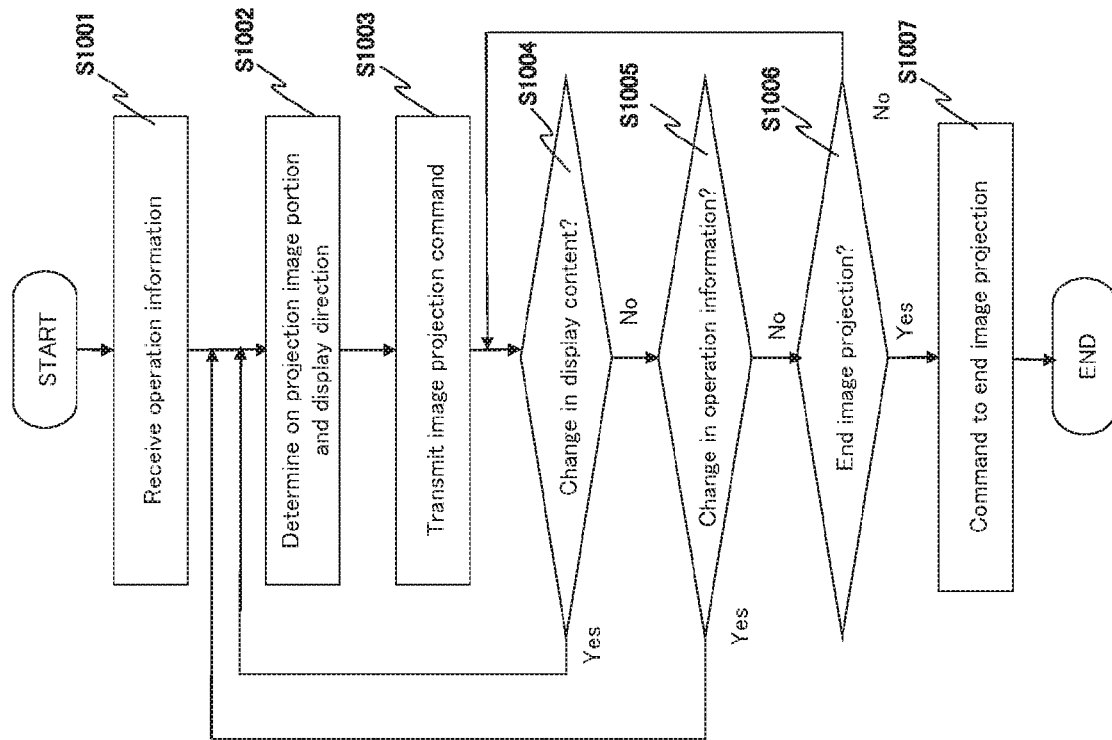 START
S1001
Receive operation information
S1002
Determine on projection image portion
and display direction
S1003
Transmit image projection command
S1004
Change in display content?
Yes
No
S1005
Change in operation information?
Yes
No
S1006
End image projection?
No
Yes
S1007
Command to end image projection
END